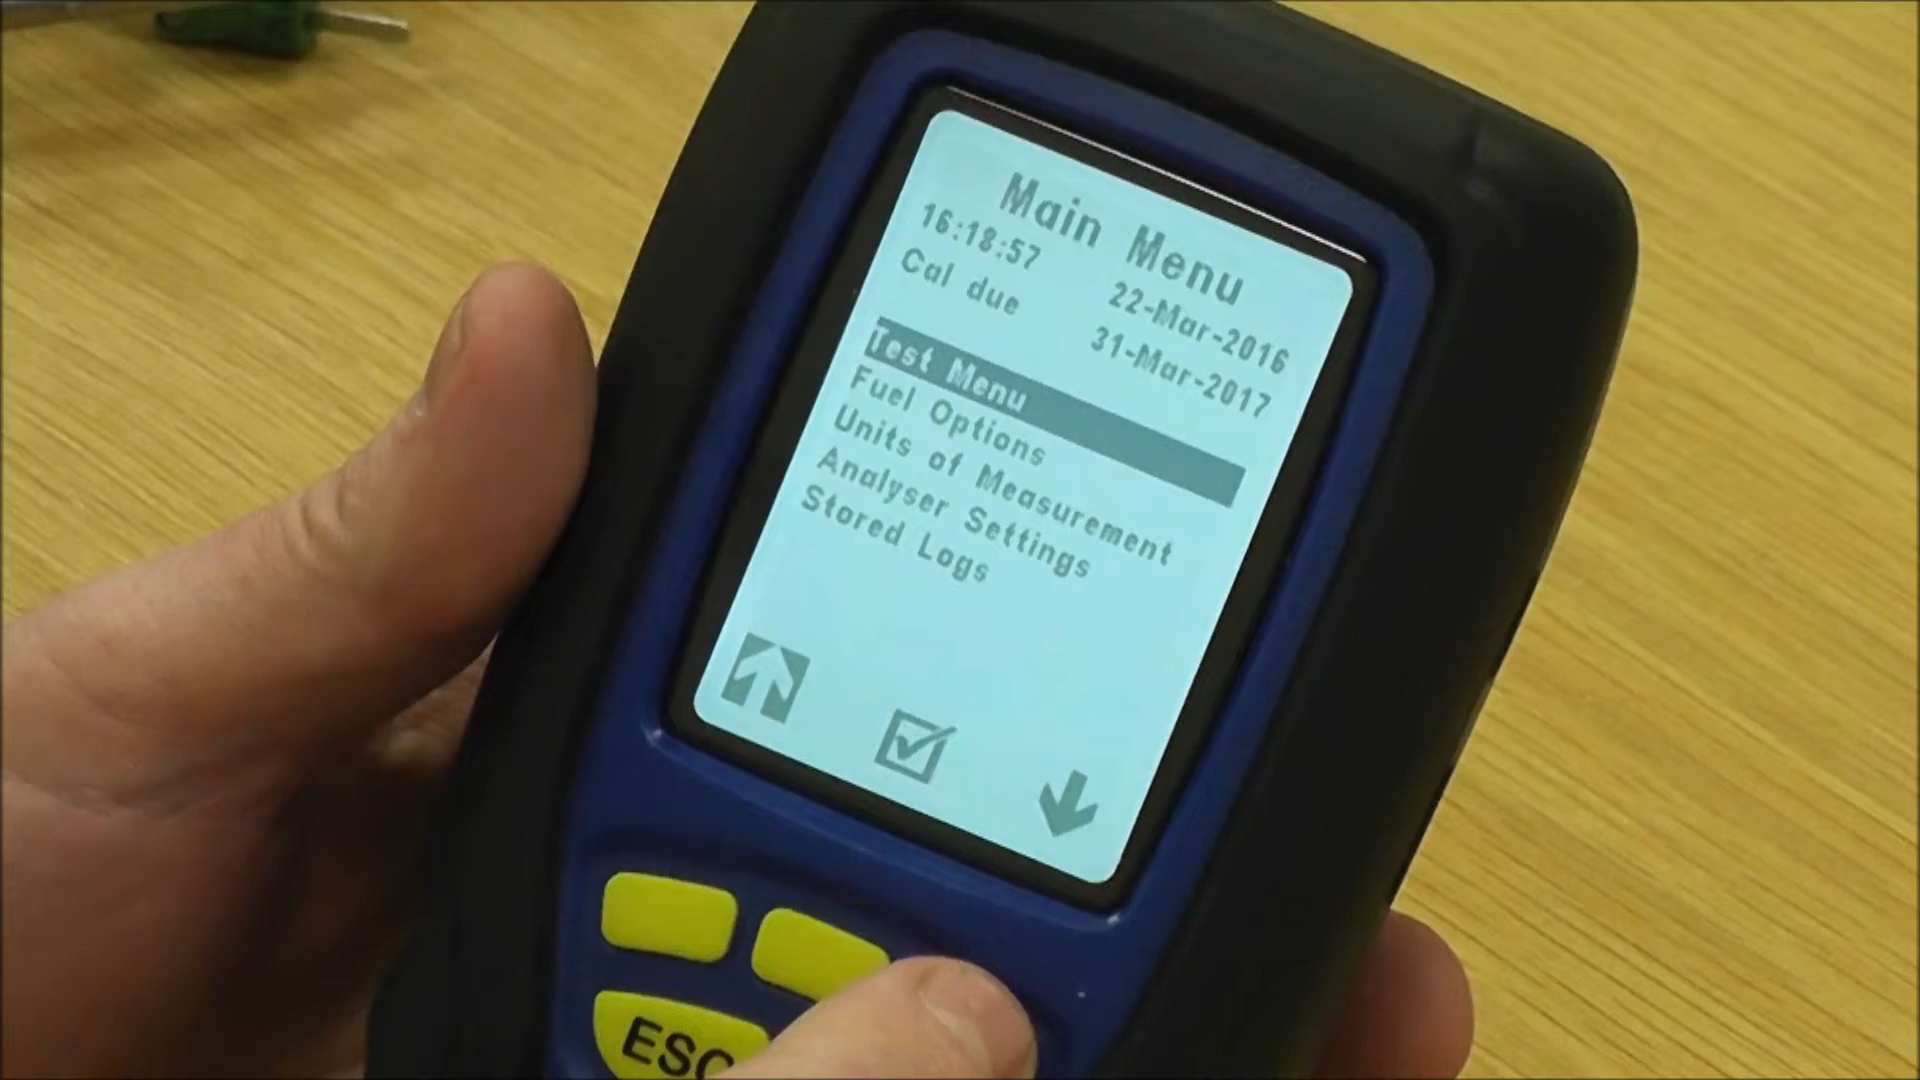 Main Menu
16:18:57 22-Mar-2016
Cal due 31-Mar-2017
Test Menu
Fuel Options
Units of Measurement
Analyser Settings
Stored Logs
ESC